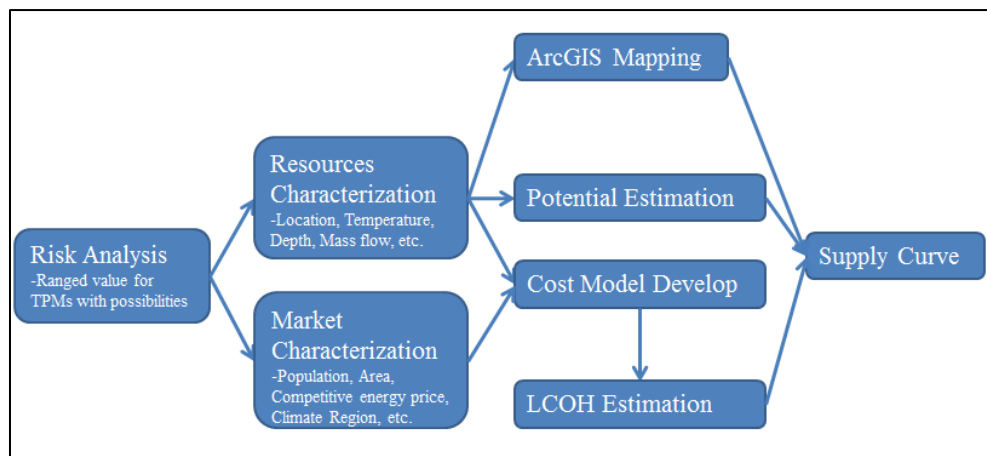 Risk Analysis
-Ranged value for
TPMs with possibilities
Resources
Characterization
-Location, Temperature,
Depth, Mass flow, etc.
Market
Characterization
-Population, Area,
Competitive energy price,
Climate Region, etc.
ArcGIS Mapping
Potential Estimation
Cost Model Develop
LCOH Estimation
Supply Curve